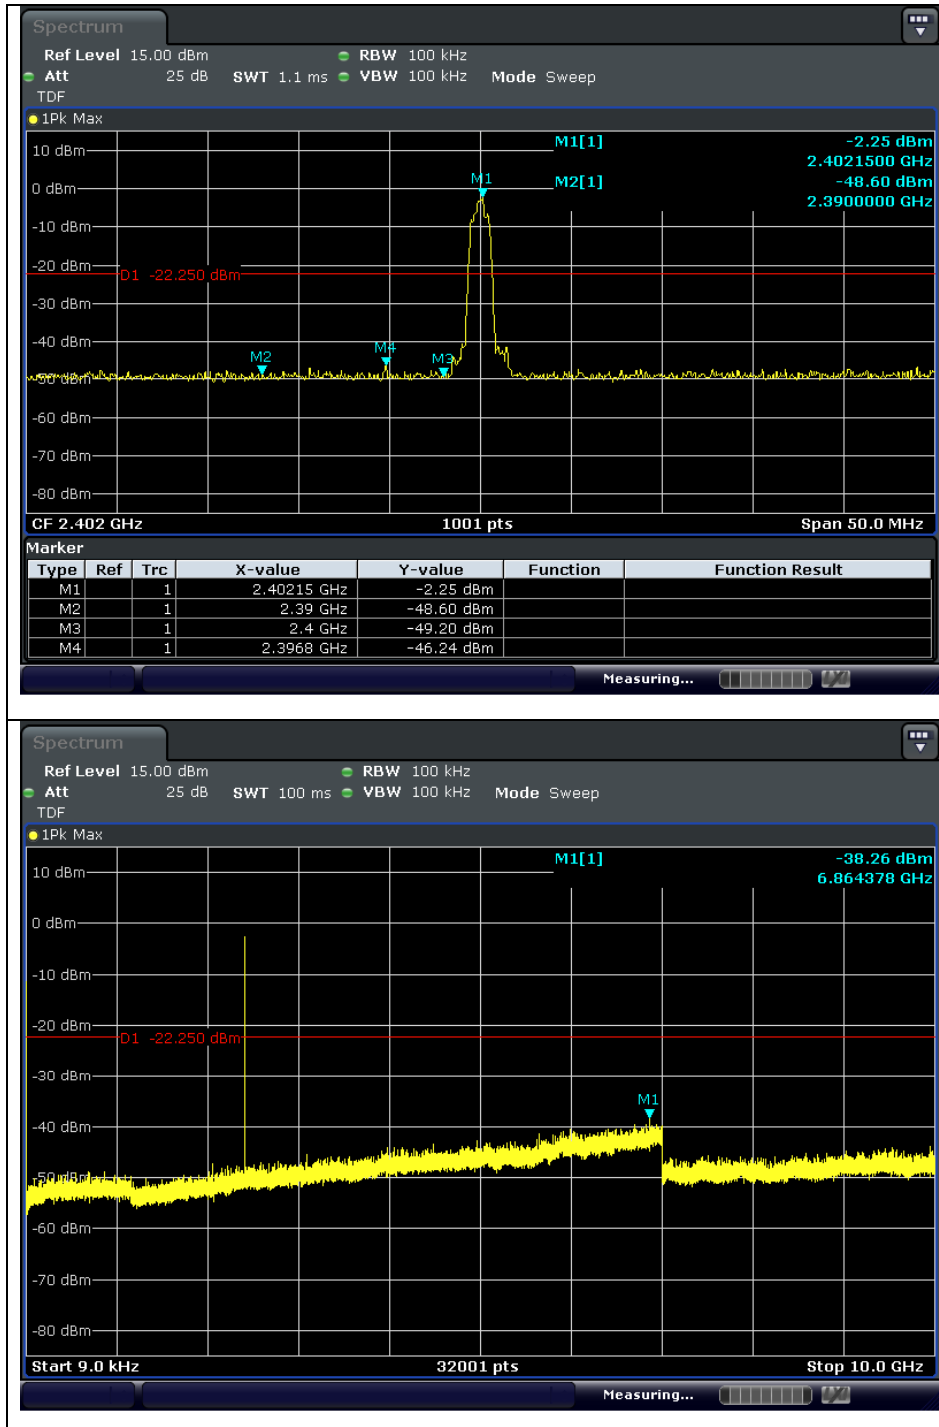 Spectrum
Ref Level 15.00 dBm RBW 100 kHz
Att 25 dB SWT 1.1 ms VBW 100 kHz Mode Sweep
TDF
1Pk Max
M1[1] -2.25 dBm
2.4021500 GHz
M2[1] -48.60 dBm
2.3900000 GHz
10 dBm
M1
0 dBm
-10 dBm
-20 dBm
D1 -22.250 dBm
-30 dBm
-40 dBm
M2 M4 M3
-50 dBm
-60 dBm
-70 dBm
-80 dBm
CF 2.402 GHz 1001 pts Span 50.0 MHz
Marker
Type Ref Trc X-value Y-value Function Function Result
M1 1 2.40215 GHz -2.25 dBm
M2 1 2.39 GHz -48.60 dBm
M3 1 2.4 GHz -49.20 dBm
M4 1 2.3968 GHz -46.24 dBm
Measuring...
Spectrum
Ref Level 15.00 dBm RBW 100 kHz
Att 25 dB SWT 100 ms VBW 100 kHz Mode Sweep
TDF
1Pk Max
M1[1] -38.26 dBm
6.864378 GHz
10 dBm
0 dBm
-10 dBm
-20 dBm
D1 -22.250 dBm
-30 dBm
M1
-40 dBm
-50 dBm
-60 dBm
-70 dBm
-80 dBm
Start 9.0 kHz 32001 pts Stop 10.0 GHz
Measuring...